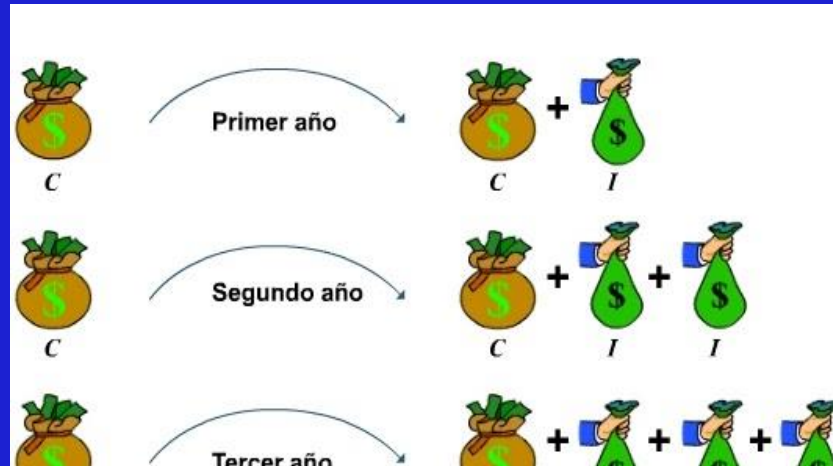 $ $ + $
Primer año
C C I
$ $ + $ + $
Segundo año
C C I I
$ $ + $ + $ + $
Tercer año